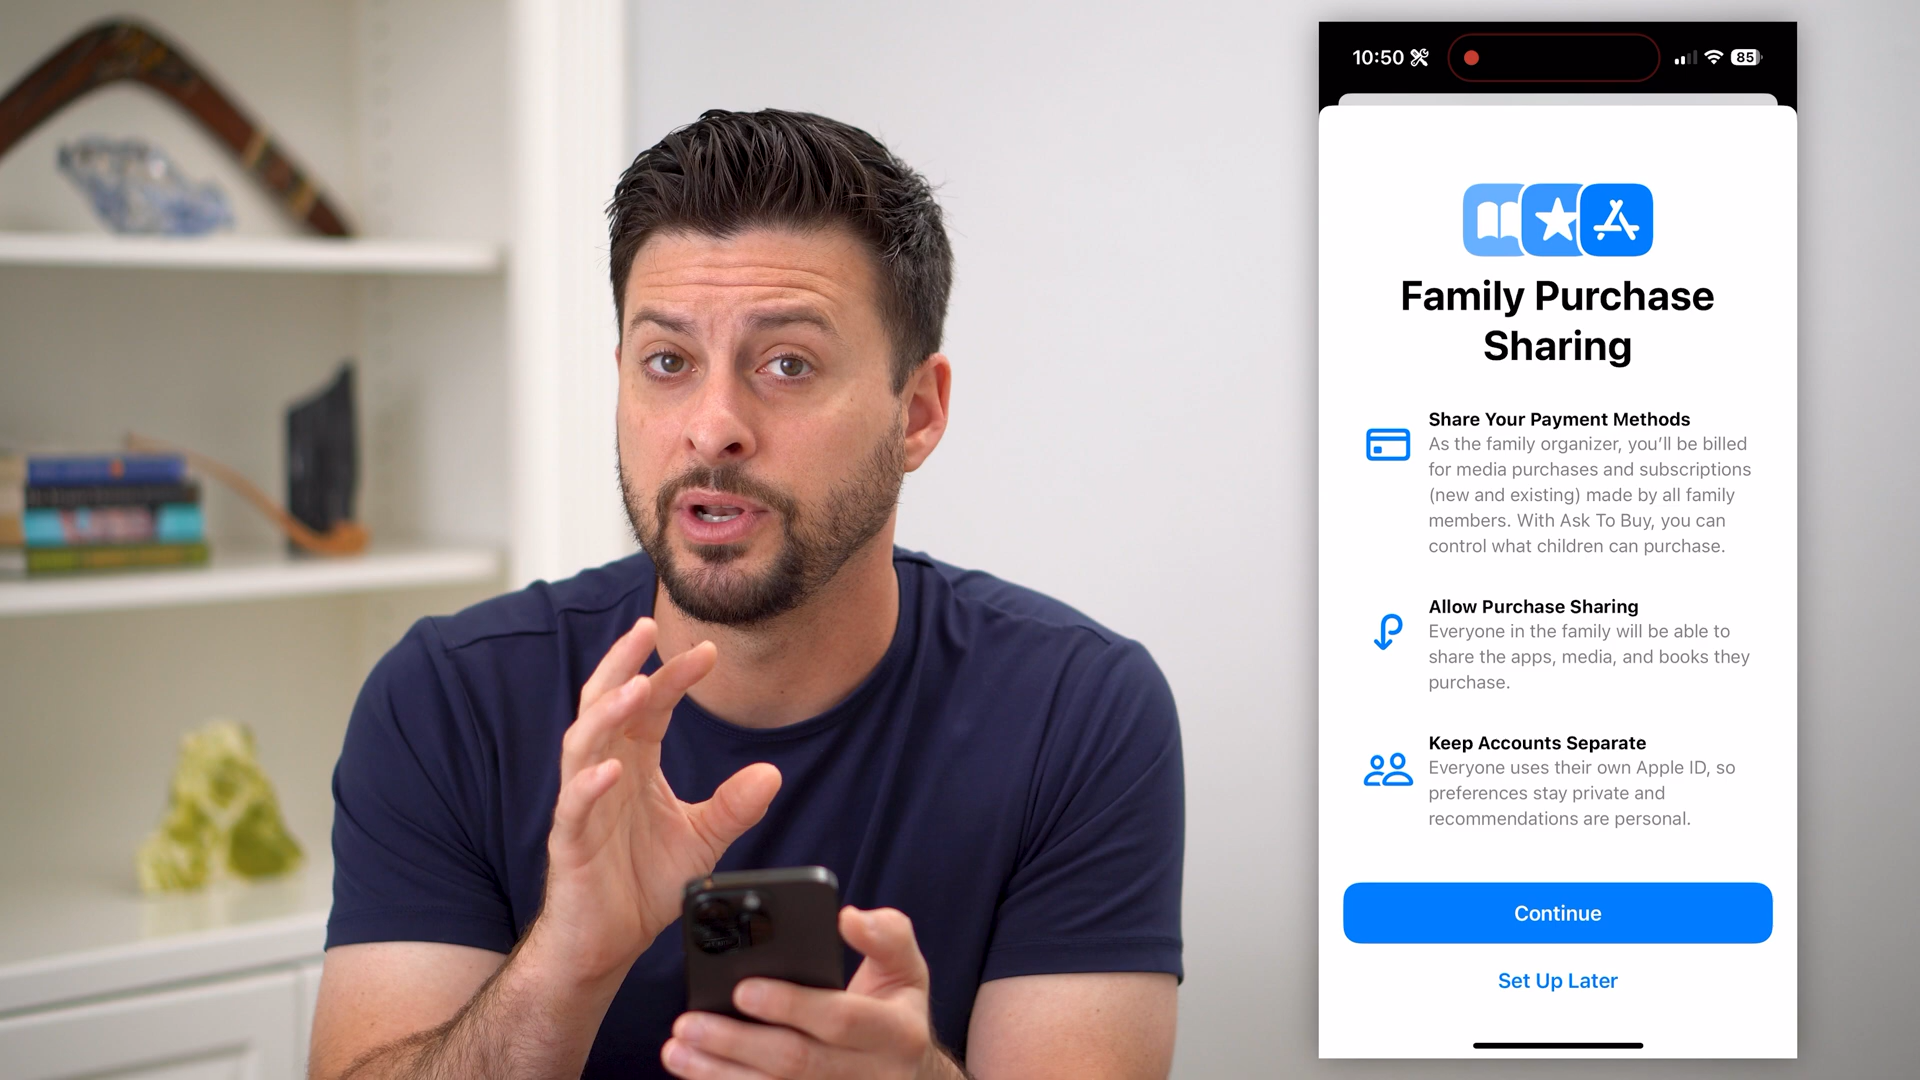 10:50
85
Family Purchase
Sharing
Share Your Payment Methods
As the family organizer, you’ll be billed
for media purchases and subscriptions
(new and existing) made by all family
members. With Ask To Buy, you can
control what children can purchase.
Allow Purchase Sharing
Everyone in the family will be able to
share the apps, media, and books they
purchase.
Keep Accounts Separate
Everyone uses their own Apple ID, so
preferences stay private and
recommendations are personal.
Continue
Set Up Later